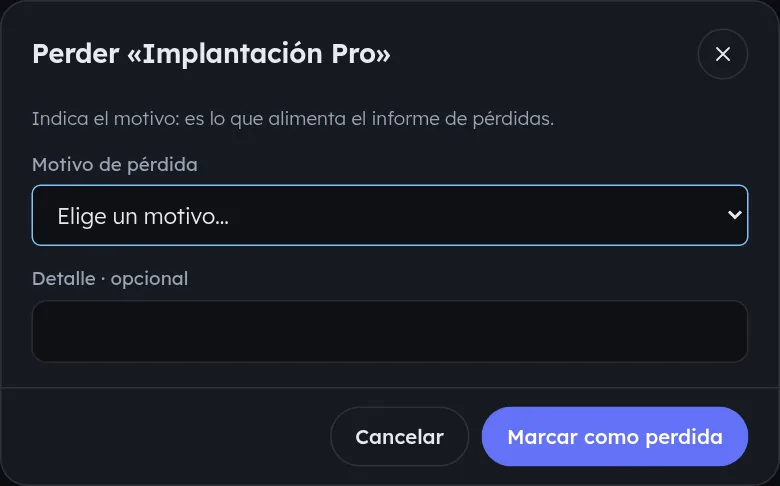 Perder «Implantación Pro»
Indica el motivo: es lo que alimenta el informe de pérdidas.
Motivo de pérdida
Elige un motivo...
Detalle · opcional
Cancelar
Marcar como perdida